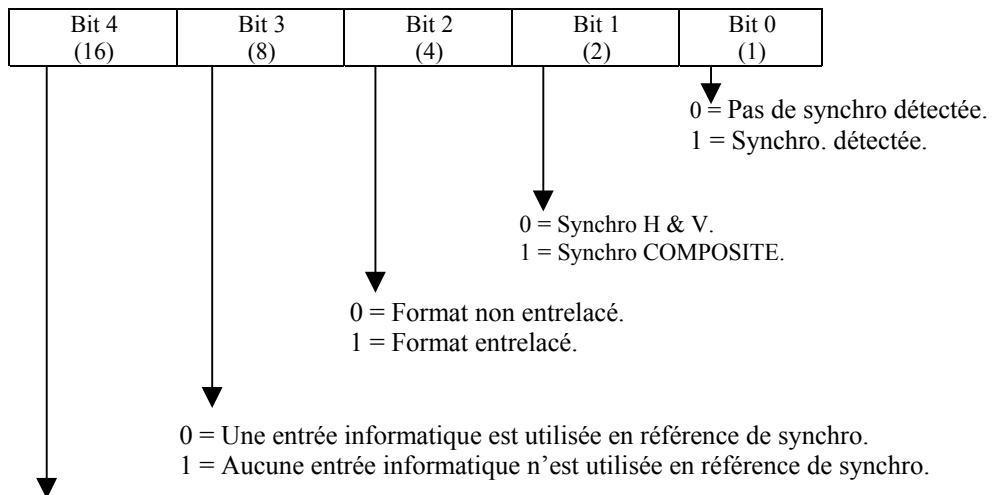 Bit 4 Bit 3 Bit 2 Bit 1 Bit 0
(16) (8) (4) (2) (1)
0 = Pas de synchro détectée.
1 = Synchro. détectée.
0 = Synchro H & V.
1 = Synchro COMPOSITE.
0 = Format non entrelacé.
1 = Format entrelacé.
0 = Une entrée informatique est utilisée en référence de synchro.
1 = Aucune entrée informatique n’est utilisée en référence de synchro.